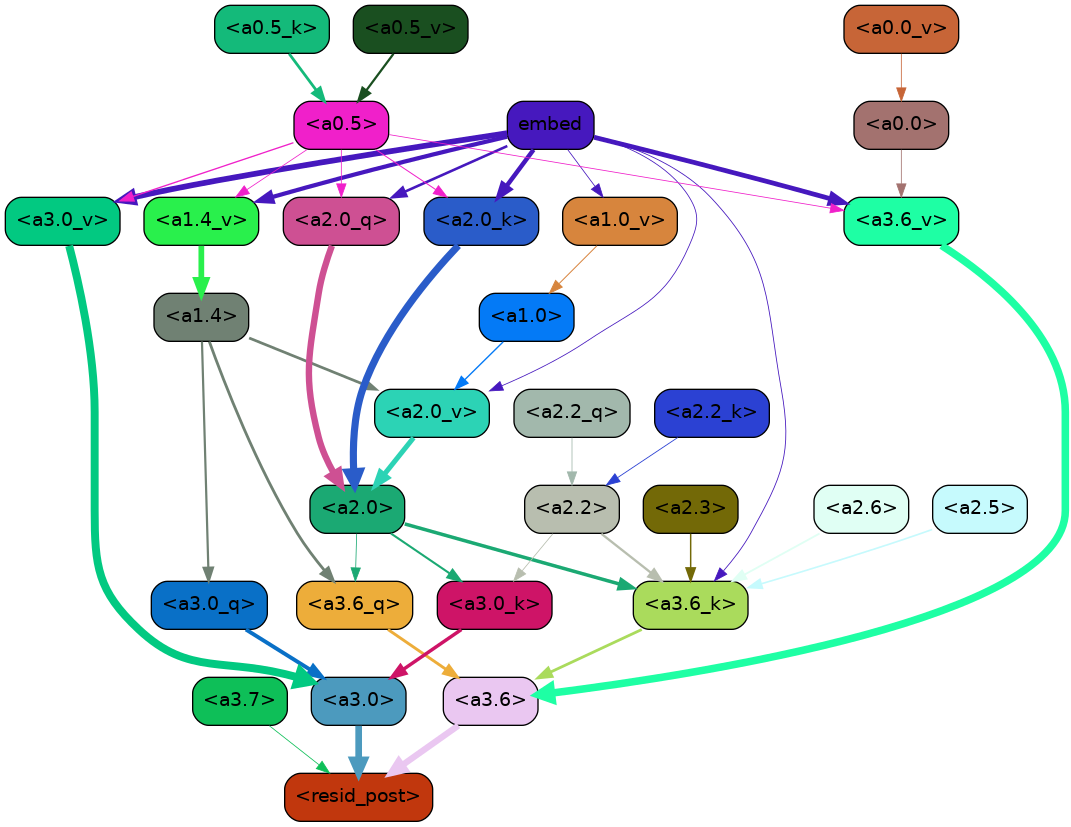 <a0.5_k> <a0.5_v> <a0.0_v>
<a0.5> embed <a0.0>
<a3.0_v> <a1.4_v> <a2.0_q> <a2.0_k> <a1.0_v> <a3.6_v>
<a1.4> <a1.0>
<a2.0_v> <a2.2_q> <a2.2_k>
<a2.0> <a2.2> <a2.3> <a2.6> <a2.5>
<a3.0_q> <a3.6_q> <a3.0_k> <a3.6_k>
<a3.7> <a3.0> <a3.6>
<resid_post>